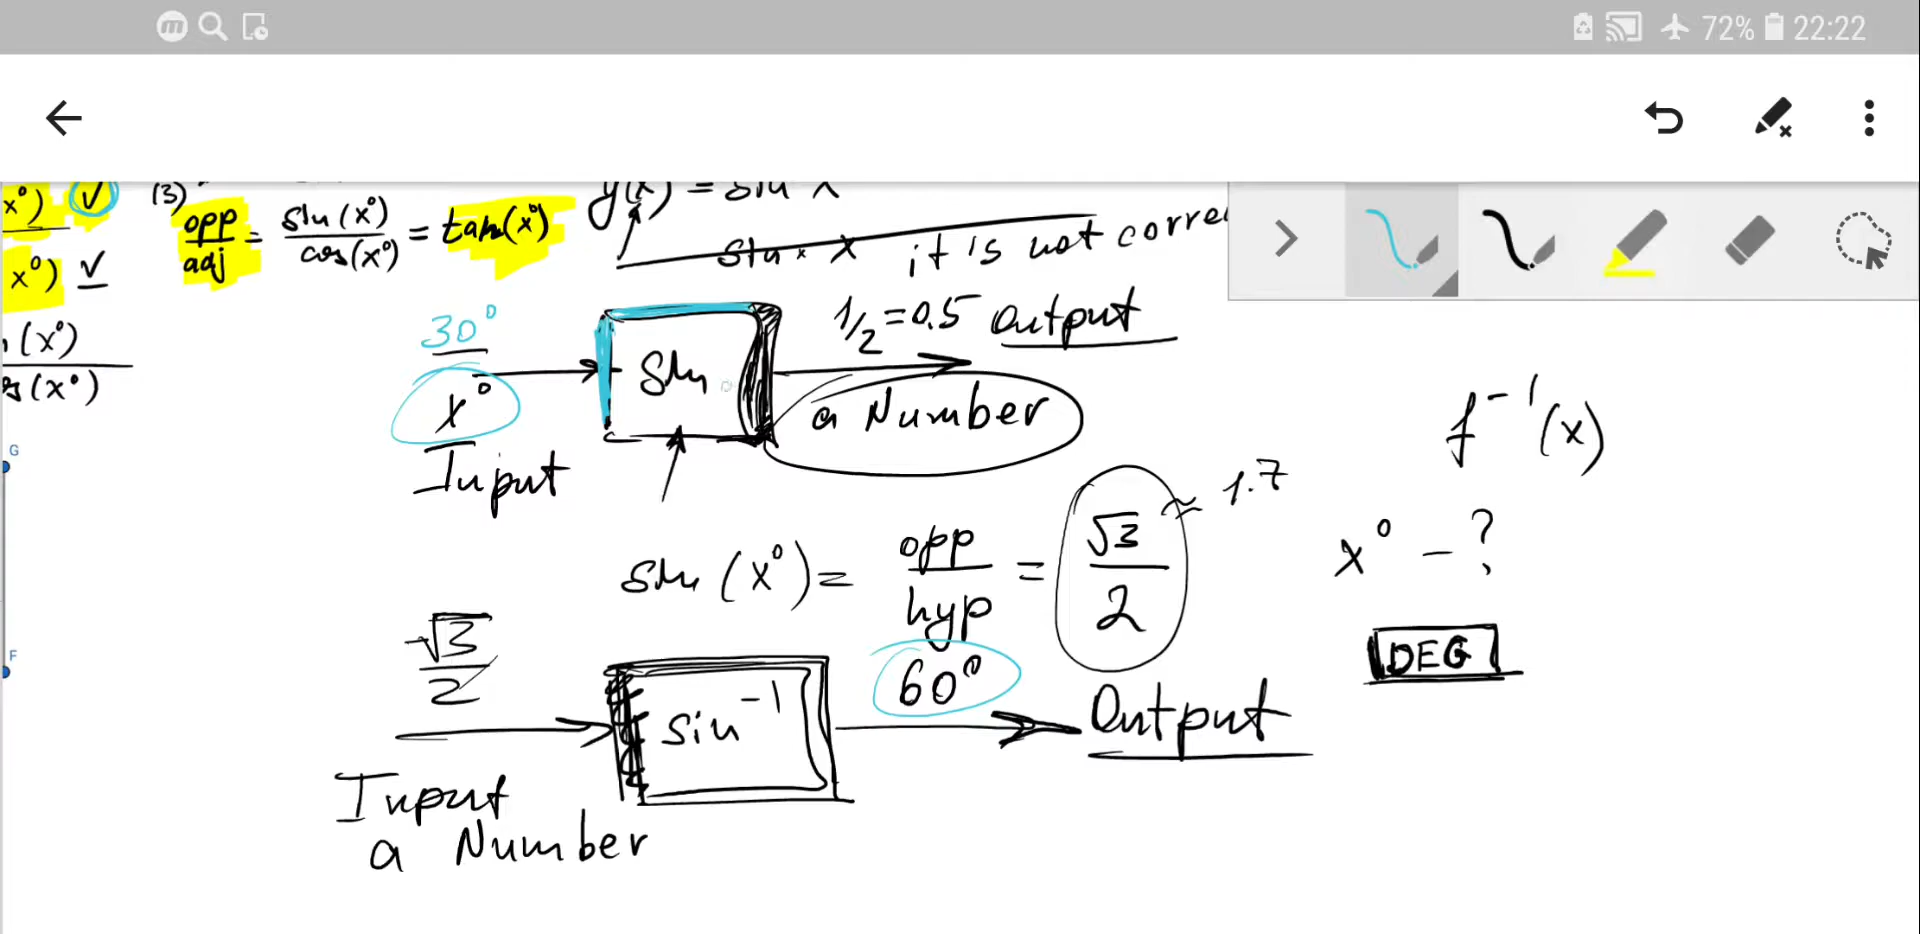 72% 22:22
x°) ✓ (3)
opp/adj = sin(x°)/cos(x°) = tan(x°)
y(x) = sin x
sin · x it is not corre
x°) ✓
(x°)
s(x°)
30°
x°
Input
sin
1/2 = 0.5 output
a Number
f⁻¹(x)
sin(x°) = opp/hyp = √3/2 ≈ 1.7
x° – ?
DEG
√3/2
sin⁻¹
60°
Output
Input
a Number
G
F